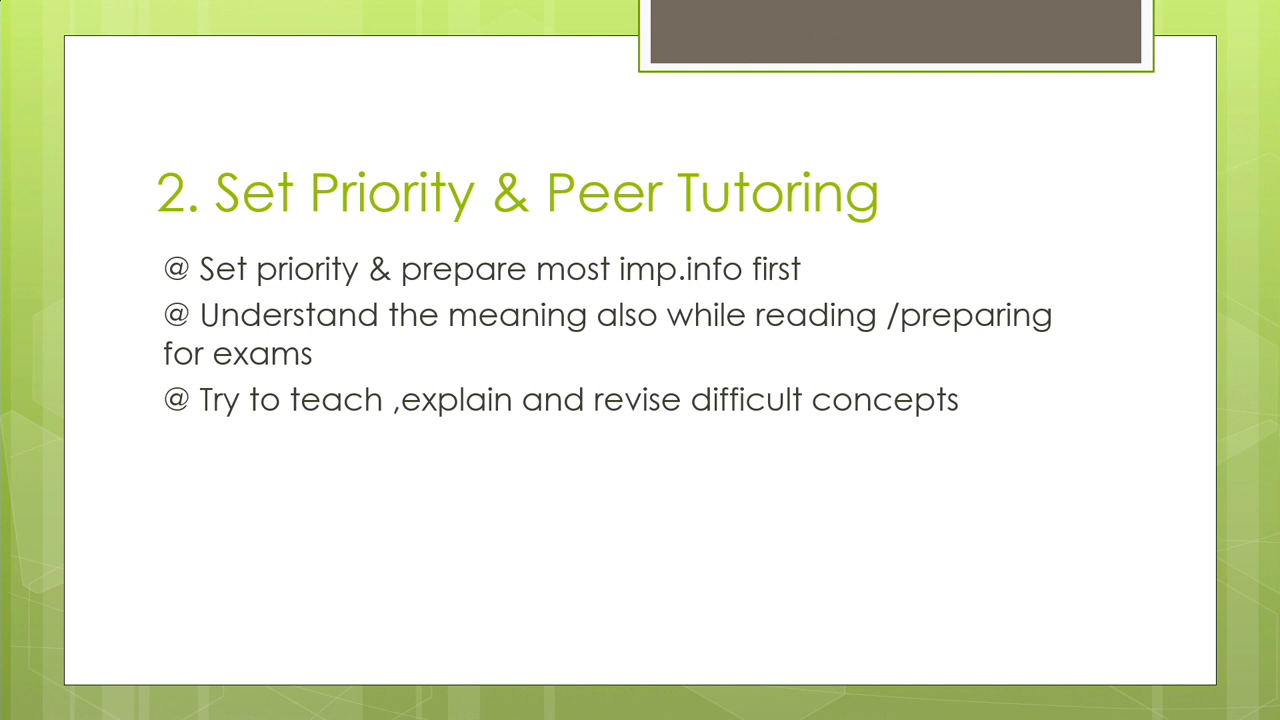 2. Set Priority & Peer Tutoring
@ Set priority & prepare most imp.info first
@ Understand the meaning also while reading /preparing
for exams
@ Try to teach ,explain and revise difficult concepts